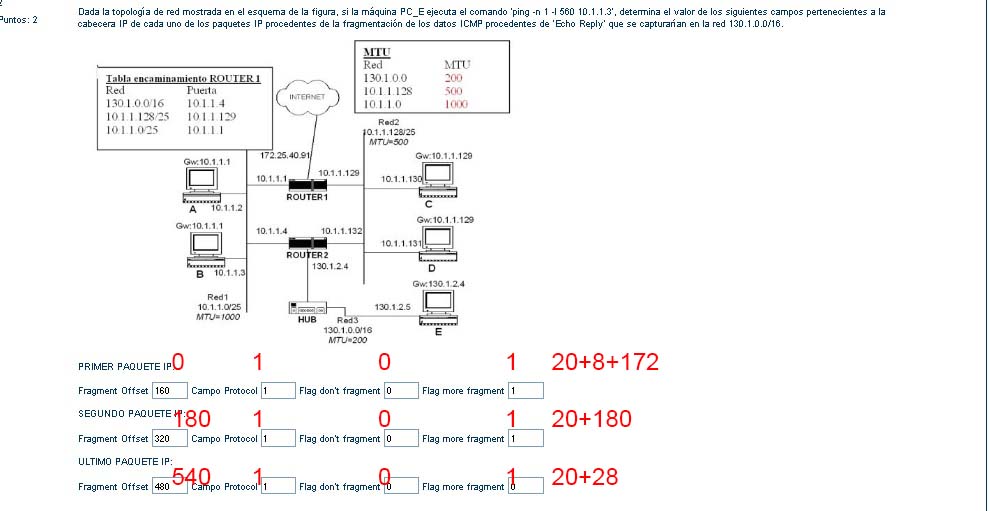 2
Puntos: 2
Dada la topología de red mostrada en el esquema de la figura, si la máquina PC_E ejecuta el comando 'ping -n 1 -l 560 10.1.1.3', determina el valor de los siguientes campos pertenecientes a la
cabecera IP de cada uno de los paquetes IP procedentes de la fragmentación de los datos ICMP procedentes de 'Echo Reply' que se capturarían en la red 130.1.0.0/16.
MTU
Red MTU
130.1.0.0 200
10.1.1.128 500
10.1.1.0 1000
Tabla encaminamiento ROUTER 1
Red Puerta
130.1.0.0/16 10.1.1.4
10.1.1.128/25 10.1.1.129
10.1.1.0/25 10.1.1.1
INTERNET
Red2
10.1.1.128/25
MTU=500
172.25.40.91
Gw:10.1.1.1
Gw:10.1.1.129
10.1.1.1
10.1.1.129
10.1.1.130
ROUTER1
A 10.1.1.2
C
Gw:10.1.1.1
Gw:10.1.1.129
10.1.1.4
10.1.1.132
10.1.1.131
ROUTER2
130.1.2.4
B 10.1.1.3
D
Gw:130.1.2.4
Red1
10.1.1.0/25
MTU=1000
HUB
Red3
130.1.0.0/16
MTU=200
130.1.2.5
E
PRIMER PAQUETE IP: 0 1 0 1 20+8+172
Fragment Offset 160 Campo Protocol 1 Flag don't fragment 0 Flag more fragment 1
SEGUNDO PAQUETE IP: 180 1 0 1 20+180
Fragment Offset 320 Campo Protocol 1 Flag don't fragment 0 Flag more fragment 1
ULTIMO PAQUETE IP:
540 1 0 1 20+28
Fragment Offset 480 Campo Protocol 1 Flag don't fragment 0 Flag more fragment 0